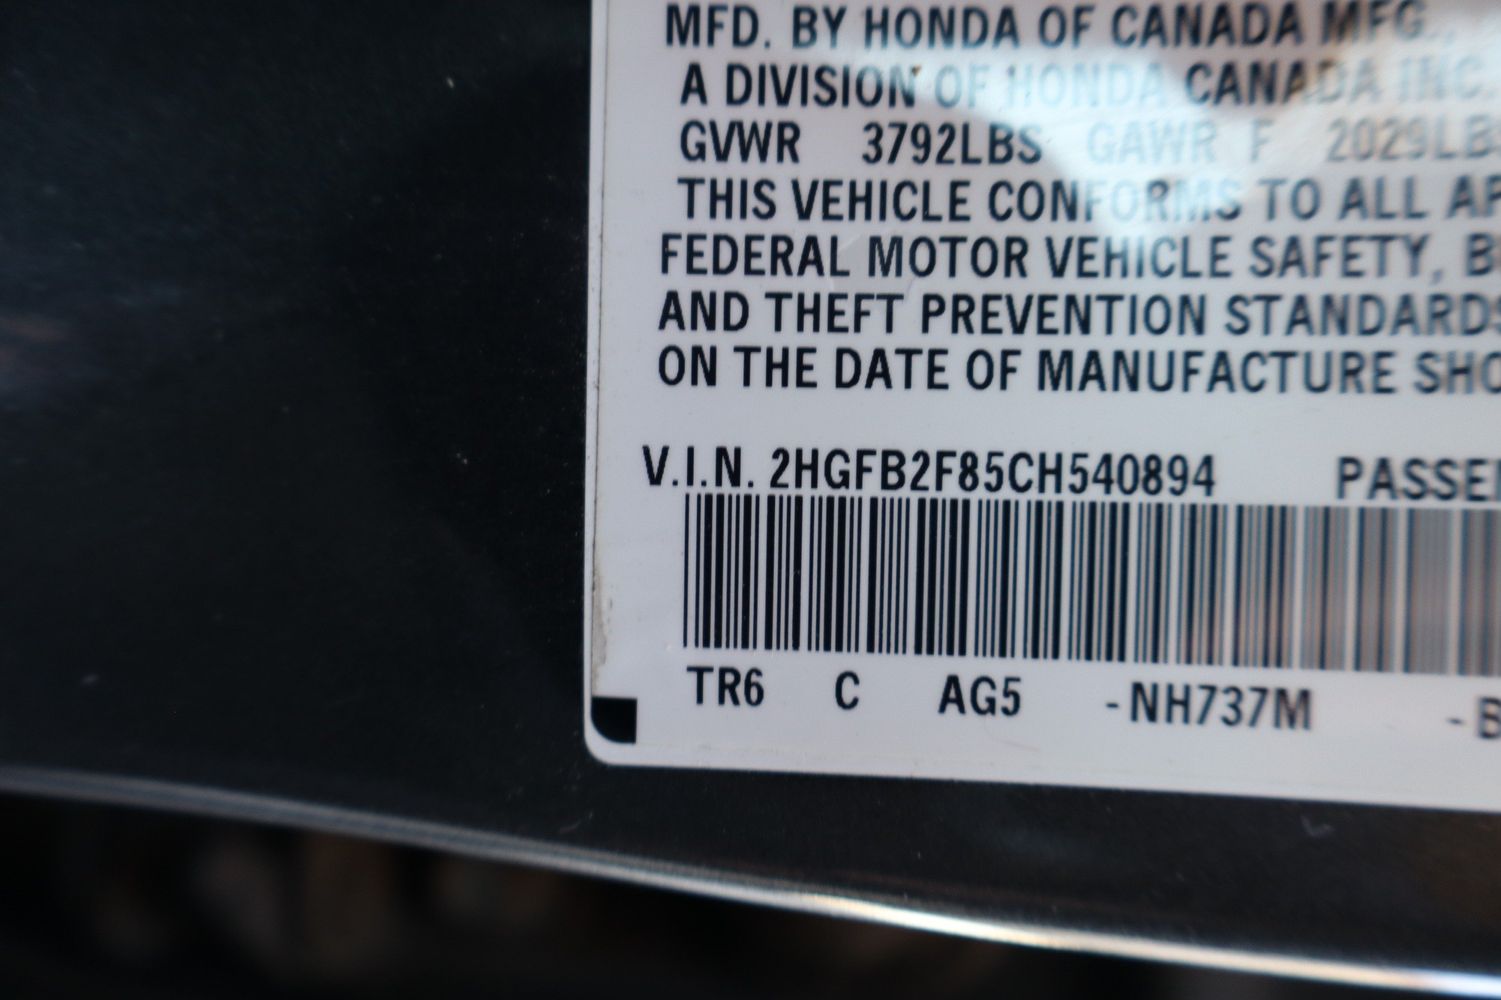 MFD. BY HONDA OF CANADA MFG.,
A DIVISION OF HONDA CANADA INC.
GVWR 3792LBS GAWR F 2029LB
THIS VEHICLE CONFORMS TO ALL AP
FEDERAL MOTOR VEHICLE SAFETY, B
AND THEFT PREVENTION STANDARDS
ON THE DATE OF MANUFACTURE SHO
V.I.N. 2HGFB2F85CH540894 PASSE
TR6 C AG5 -NH737M -B